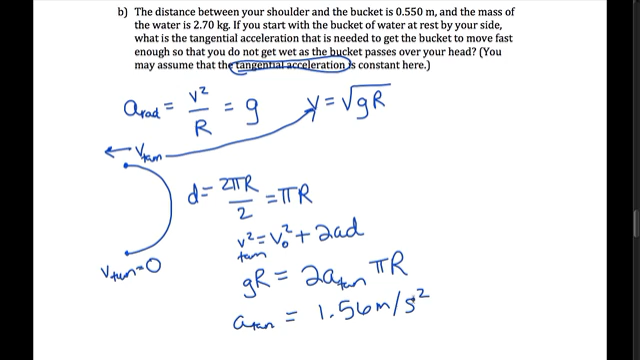 b) The distance between your shoulder and the bucket is 0.550 m, and the mass of
the water is 2.70 kg. If you start with the bucket of water at rest by your side,
what is the tangential acceleration that is needed to get the bucket to move fast
enough so that you do not get wet as the bucket passes over your head? (You
may assume that the tangential acceleration is constant here.)
a_rad = v²/R = g   v = √gR
← v_tan
d = 2πR/2 = πR
v²_tan = v₀² + 2ad
v_tan = 0
gR = 2a_tan πR
a_tan = 1.56 m/s²